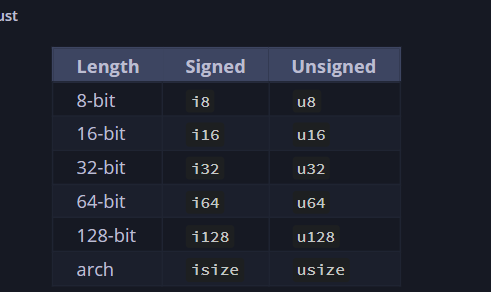 ust
Length Signed Unsigned
8-bit i8 u8
16-bit i16 u16
32-bit i32 u32
64-bit i64 u64
128-bit i128 u128
arch isize usize